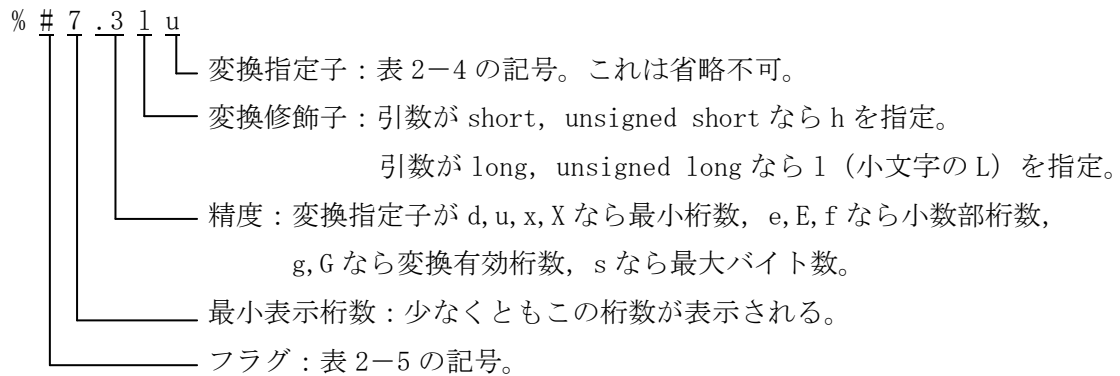 % # 7 .3 l u
変換指定子：表 2－4 の記号。これは省略不可。
変換修飾子：引数が short, unsigned short なら h を指定。
引数が long, unsigned long なら l（小文字の L）を指定。
精度：変換指定子が d,u,x,X なら最小桁数，e,E,f なら小数部桁数，
g,G なら変換有効桁数，s なら最大バイト数。
最小表示桁数：少なくともこの桁数が表示される。
フラグ：表 2－5 の記号。